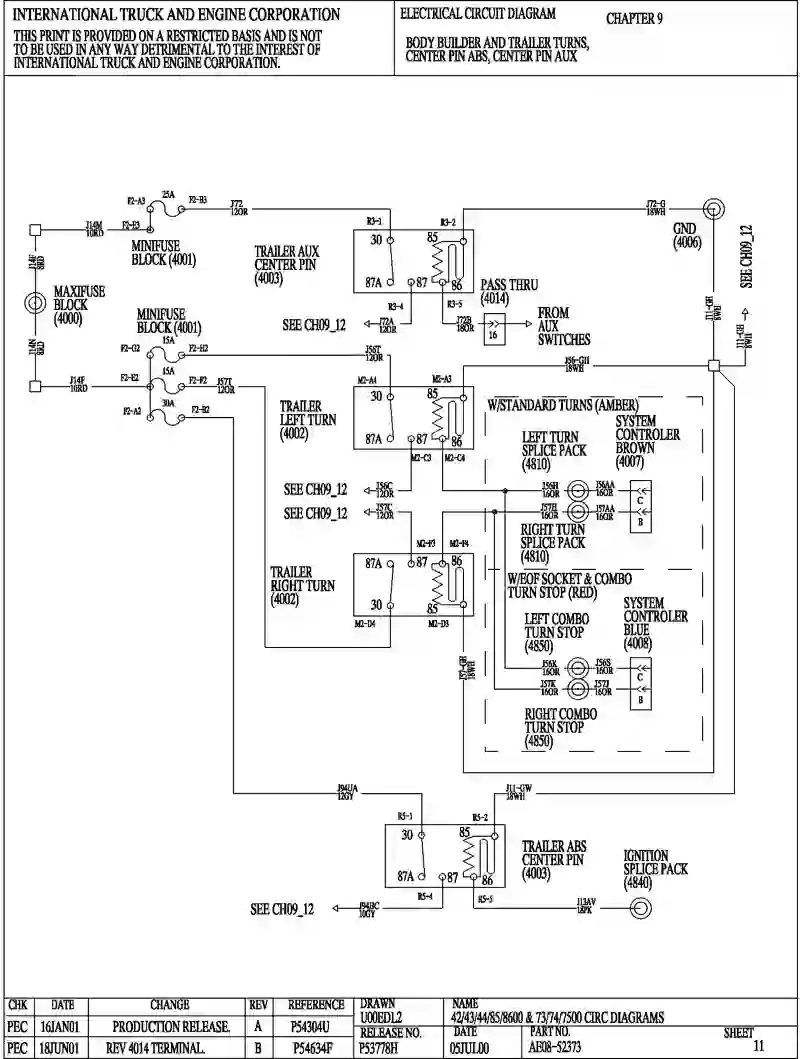 INTERNATIONAL TRUCK AND ENGINE CORPORATION
THIS PRINT IS PROVIDED ON A RESTRICTED BASIS AND IS NOT
TO BE USED IN ANY WAY DETRIMENTAL TO THE INTEREST OF
INTERNATIONAL TRUCK AND ENGINE CORPORATION.
ELECTRICAL CIRCUIT DIAGRAM
CHAPTER 9
BODY BUILDER AND TRAILER TURNS,
CENTER PIN ABS, CENTER PIN AUX
25A
F2-A3
F2-B3
J72
12OR
R3-1
R3-2
J72-G
18WH
GND
(4006)
J14M
10RD
F2-E3
MINIFUSE
BLOCK (4001)
TRAILER AUX
CENTER PIN
(4003)
30
85
87A
87
86
SEE CH09_12
MAXIFUSE
BLOCK
(4000)
8RD
J14N
8RD
R3-4
R3-5
PASS THRU
(4014)
J11-GH
8WH
J11-GH
8WH
SEE CH09_12
J72A
12OR
J72B
18OR
16
FROM
AUX
SWITCHES
MINIFUSE
BLOCK (4001)
15A
F2-G2
F2-H2
J56T
12OR
J56-GH
18WH
J14F
10RD
F2-E2
15A
F2-F2
J57T
12OR
M2-A4
M2-A3
F2-A2
30A
F2-B2
TRAILER
LEFT TURN
(4002)
30
85
87A
87
86
M2-C3
M2-C4
W/STANDARD TURNS (AMBER)
LEFT TURN
SPLICE PACK
(4810)
SYSTEM
CONTROLER
BROWN
(4007)
SEE CH09_12
J56C
12OR
J56H
16OR
J56AA
16OR
C
SEE CH09_12
J57C
12OR
J57H
16OR
J57AA
16OR
B
RIGHT TURN
SPLICE PACK
(4810)
M2-F3
M2-F4
TRAILER
RIGHT TURN
(4002)
87A
87
86
30
85
M2-D4
M2-D3
W/EOF SOCKET & COMBO
TURN STOP (RED)
LEFT COMBO
TURN STOP
(4850)
SYSTEM
CONTROLER
BLUE
(4008)
J57-GH
18WH
J56K
16OR
J56S
16OR
C
J57K
16OR
J57J
16OR
B
RIGHT COMBO
TURN STOP
(4850)
J94UA
12GY
J11-GW
18WH
R5-1
R5-2
30
85
87A
87
86
TRAILER ABS
CENTER PIN
(4003)
IGNITION
SPLICE PACK
(4840)
SEE CH09_12
J94BC
10GY
R5-4
R5-5
J13AV
18PK
CHK DATE CHANGE REV REFERENCE
PEC 16JAN01 PRODUCTION RELEASE. A P54304U
PEC 18JUN01 REV 4014 TERMINAL. B P54634F
DRAWN
U00EDL2
RELEASE NO.
P53778H
NAME
42/43/44/85/8600 & 73/74/7500 CIRC DIAGRAMS
DATE
05JUL00
PART NO.
AE08-52373
SHEET
11